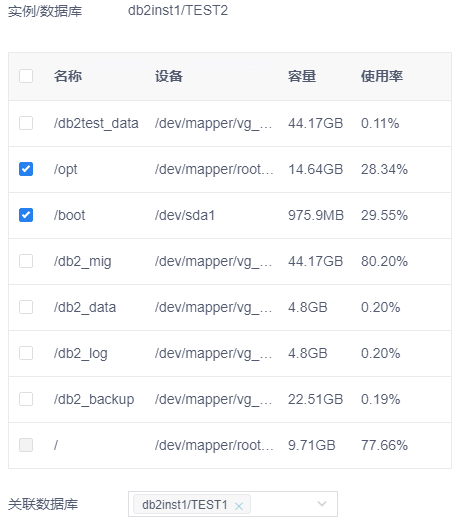 实例/数据库 db2inst1/TEST2
名称 设备 容量 使用率
/db2test_data /dev/mapper/vg_... 44.17GB 0.11%
/opt /dev/mapper/root... 14.64GB 28.34%
/boot /dev/sda1 975.9MB 29.55%
/db2_mig /dev/mapper/vg_... 44.17GB 80.20%
/db2_data /dev/mapper/vg_... 4.8GB 0.20%
/db2_log /dev/mapper/vg_... 4.8GB 0.20%
/db2_backup /dev/mapper/vg_... 22.51GB 0.19%
/ /dev/mapper/root... 9.71GB 77.66%
关联数据库 db2inst1/TEST1